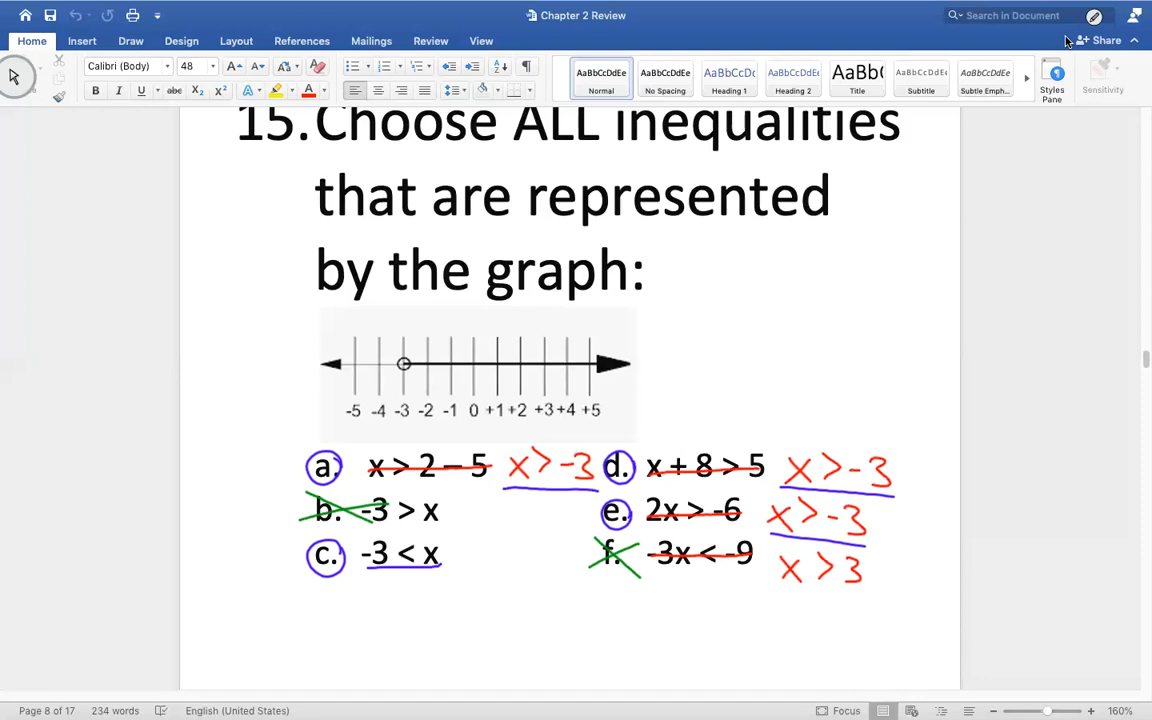 Chapter 2 Review
Search in Document
Home Insert Draw Design Layout References Mailings Review View
Share
Calibri (Body) 48
AaBbCcDdEe AaBbCcDdEe AaBbCcDc AaBbCcDdEe AaBbC AaBbCcDdEe AaBbCcDdEe
Normal No Spacing Heading 1 Heading 2 Title Subtitle Subtle Emph...
Styles Pane
Sensitivity
B I U abc X₂ X² A A
15. Choose ALL inequalities
that are represented
by the graph:
-5 -4 -3 -2 -1 0 +1 +2 +3 +4 +5
a. x > 2 – 5 x > -3 d. x + 8 > 5 x > -3
b. -3 > x e. 2x > -6 x > -3
c. -3 < x f. -3x < -9 x > 3
Page 8 of 17 234 words English (United States) Focus 160%